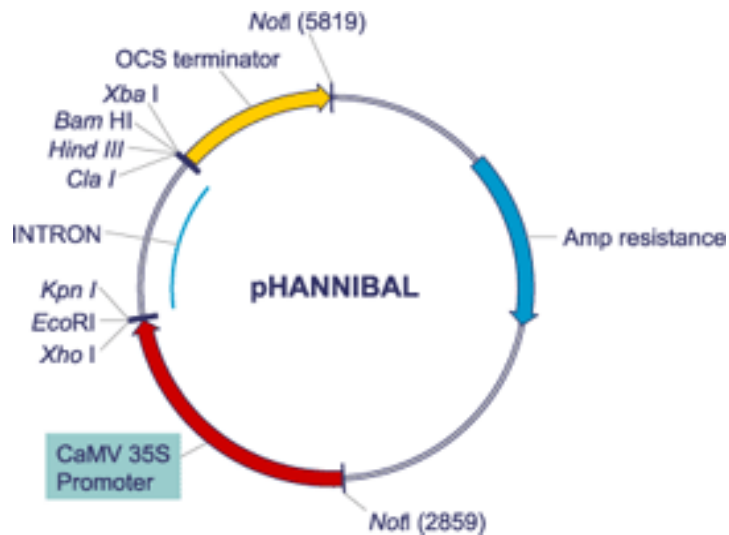 NotI (5819)
OCS terminator
Xba I
Bam HI
Hind III
Cla I
INTRON
Amp resistance
pHANNIBAL
Kpn I
EcoRI
Xho I
CaMV 35S
Promoter
NotI (2859)